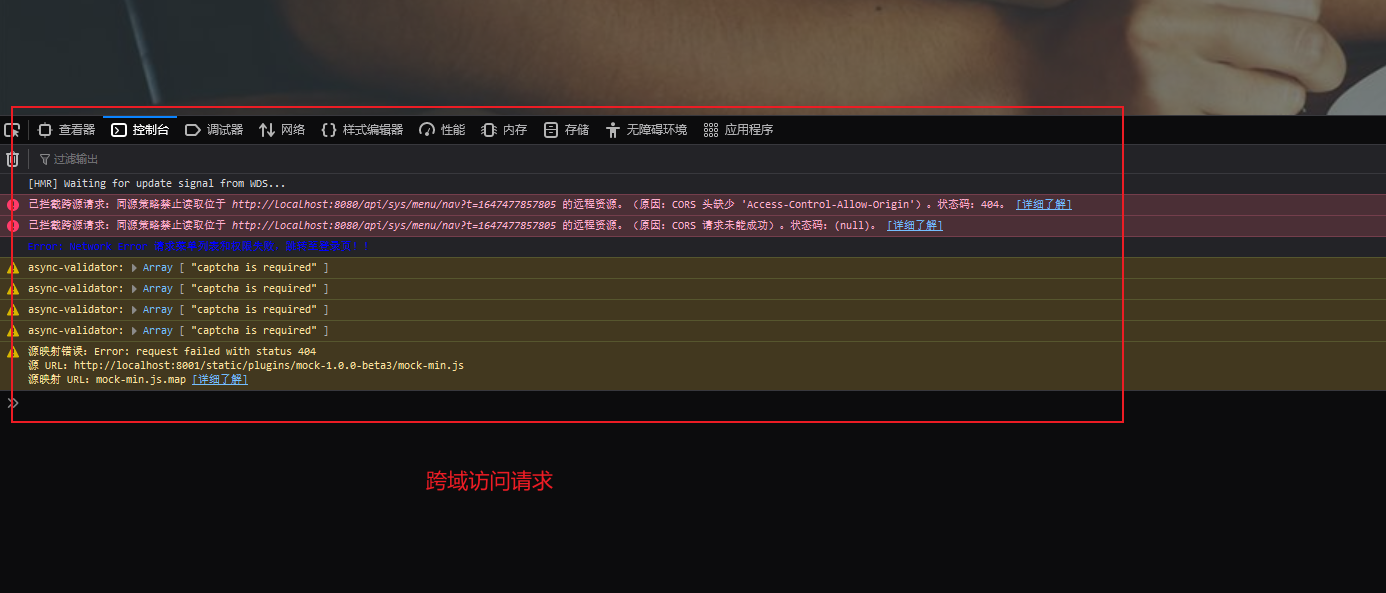 查看器 控制台 调试器 网络 {} 样式编辑器 性能 内存 存储 无障碍环境 应用程序
过滤输出
[HMR] Waiting for update signal from WDS...
已拦截跨源请求：同源策略禁止读取位于 http://localhost:8080/api/sys/menu/nav?t=1647477857805 的远程资源。（原因：CORS 头缺少 'Access-Control-Allow-Origin'）。状态码：404。 [详细了解]
已拦截跨源请求：同源策略禁止读取位于 http://localhost:8080/api/sys/menu/nav?t=1647477857805 的远程资源。（原因：CORS 请求未能成功）。状态码：(null)。 [详细了解]
Error: Network Error
async-validator: Array [ "captcha is required" ]
async-validator: Array [ "captcha is required" ]
async-validator: Array [ "captcha is required" ]
async-validator: Array [ "captcha is required" ]
源映射错误：Error: request failed with status 404
源 URL：http://localhost:8001/static/plugins/mock-1.0.0-beta3/mock-min.js
源映射 URL：mock-min.js.map [详细了解]
跨域访问请求